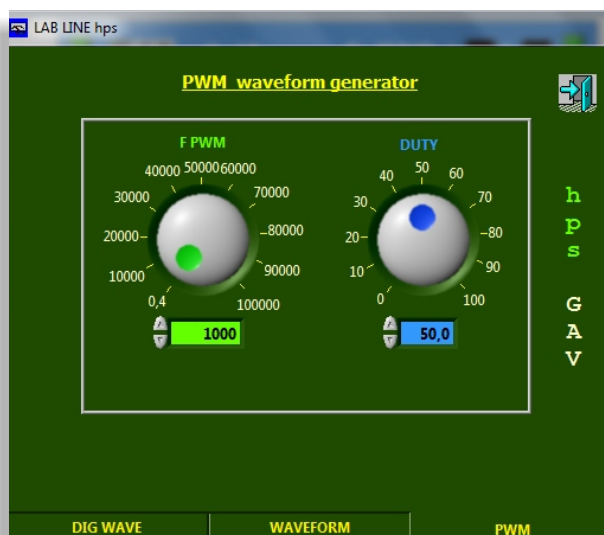 LAB LINE hps
PWM waveform generator
F PWM
0,4
10000
20000
30000
40000
50000
60000
70000
80000
90000
100000
1000
DUTY
0
10
20
30
40
50
60
70
80
90
100
50,0
hps
GAV
DIG WAVE
WAVEFORM
PWM